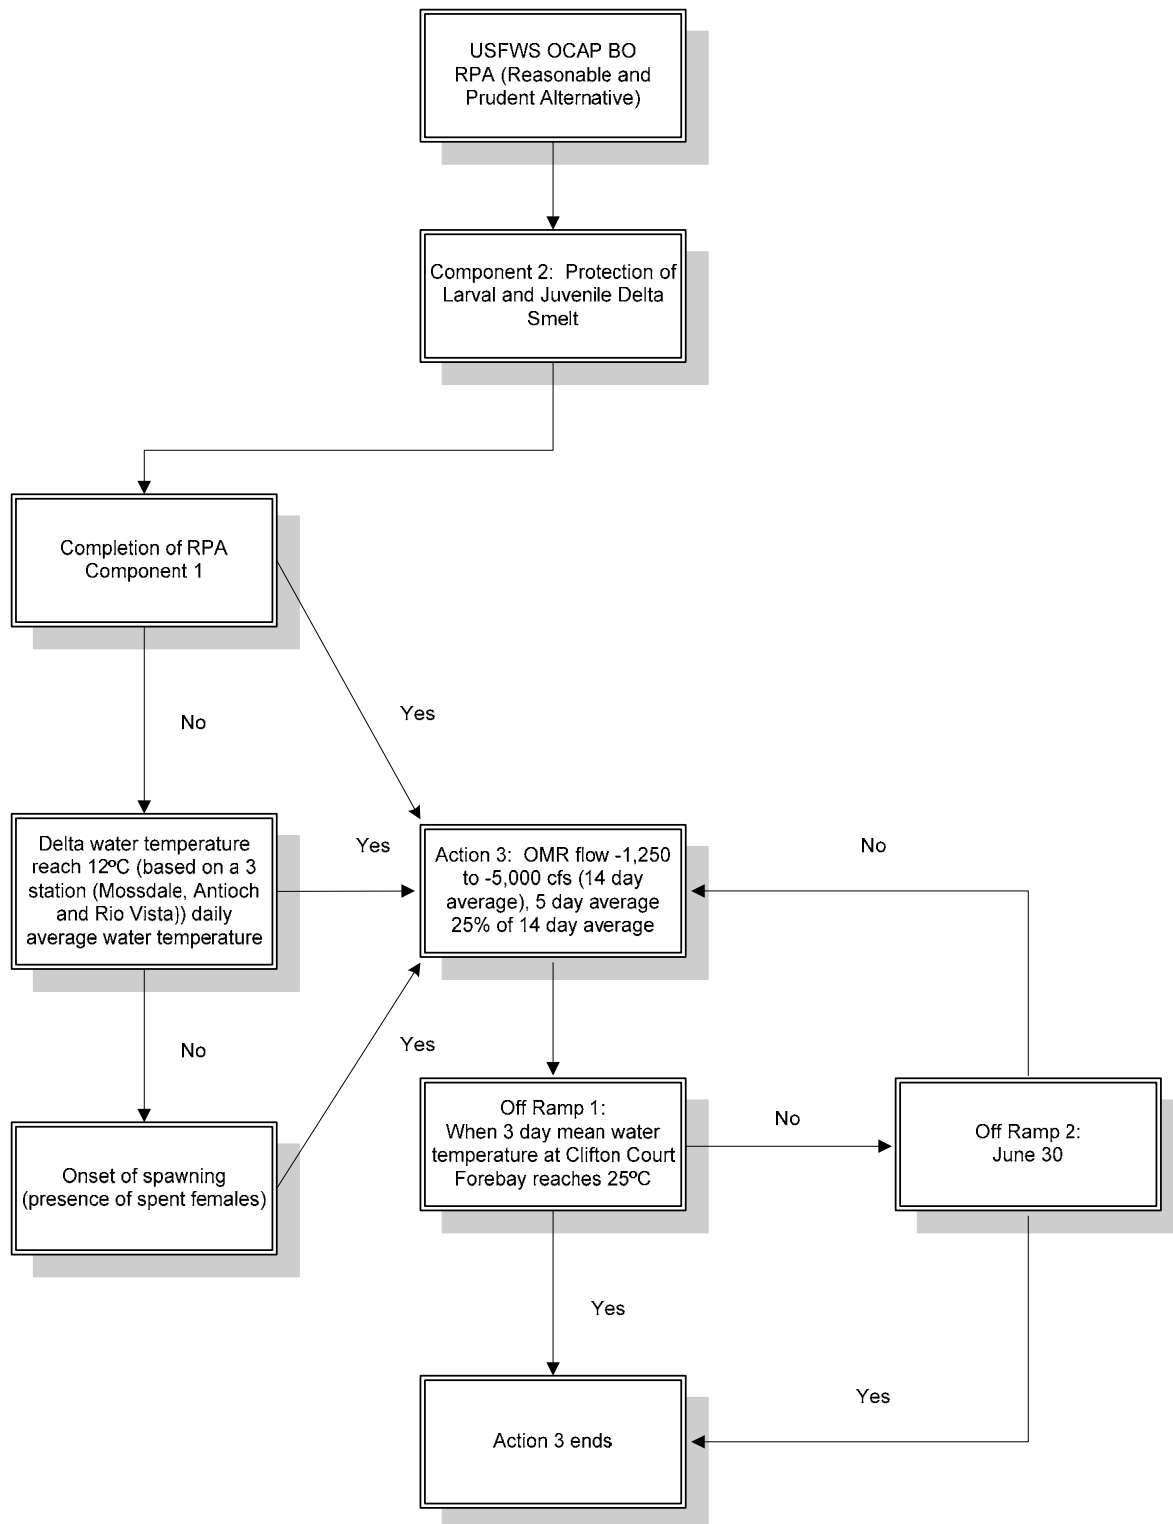 USFWS OCAP BO
RPA (Reasonable and
Prudent Alternative)
Component 2:  Protection of
Larval and Juvenile Delta
Smelt
Completion of RPA
Component 1
No
Yes
Delta water temperature
reach 12ºC (based on a 3
station (Mossdale, Antioch
and Rio Vista)) daily
average water temperature
Yes
Action 3:  OMR flow -1,250
to -5,000 cfs (14 day
average), 5 day average
25% of 14 day average
No
No
Yes
Onset of spawning
(presence of spent females)
Off Ramp 1:
When 3 day mean water
temperature at Clifton Court
Forebay reaches 25ºC
No
Off Ramp 2:
June 30
Yes
Yes
Action 3 ends